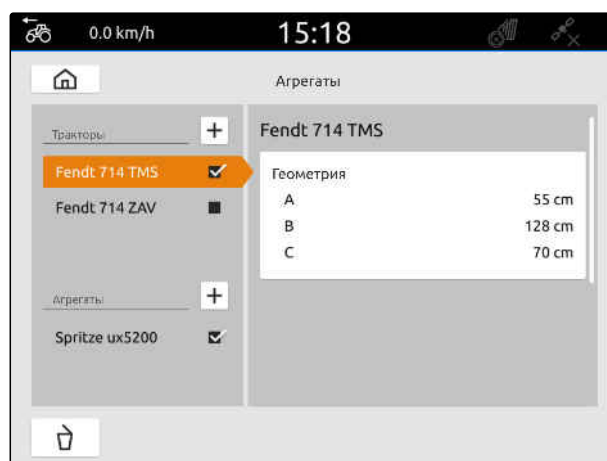 0.0 km/h
15:18
Агрегаты
Тракторы
Fendt 714 TMS
Fendt 714 ZAV
Агрегаты
Spritze ux5200
Fendt 714 TMS
Геометрия
A 55 cm
B 128 cm
C 70 cm